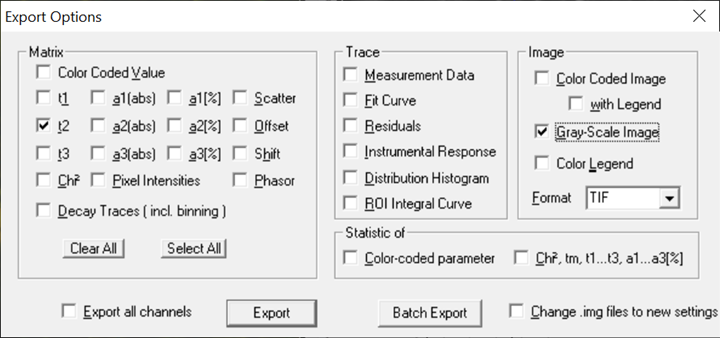 Export Options
Matrix
Color Coded Value
t1 a1(abs) a1[%] Scatter
t2 a2(abs) a2[%] Offset
t3 a3(abs) a3[%] Shift
Chi² Pixel Intensities Phasor
Decay Traces ( incl. binning )
Clear All Select All
Trace
Measurement Data
Fit Curve
Residuals
Instrumental Response
Distribution Histogram
ROI Integral Curve
Image
Color Coded Image
with Legend
Gray-Scale Image
Color Legend
Format TIF
Statistic of
Color-coded parameter Chi², tm, t1...t3, a1...a3[%]
Export all channels Export Batch Export Change .img files to new settings